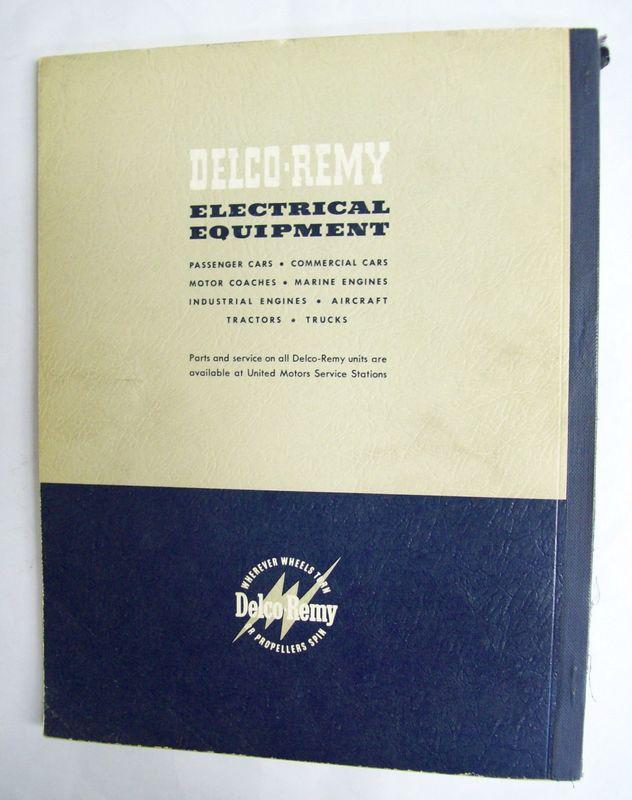 DELCO·REMY
ELECTRICAL
EQUIPMENT
PASSENGER CARS • COMMERCIAL CARS
MOTOR COACHES • MARINE ENGINES
INDUSTRIAL ENGINES • AIRCRAFT
TRACTORS • TRUCKS
Parts and service on all Delco-Remy units are
available at United Motors Service Stations
WHEREVER WHEELS TURN
Delco Remy
OR PROPELLERS SPIN